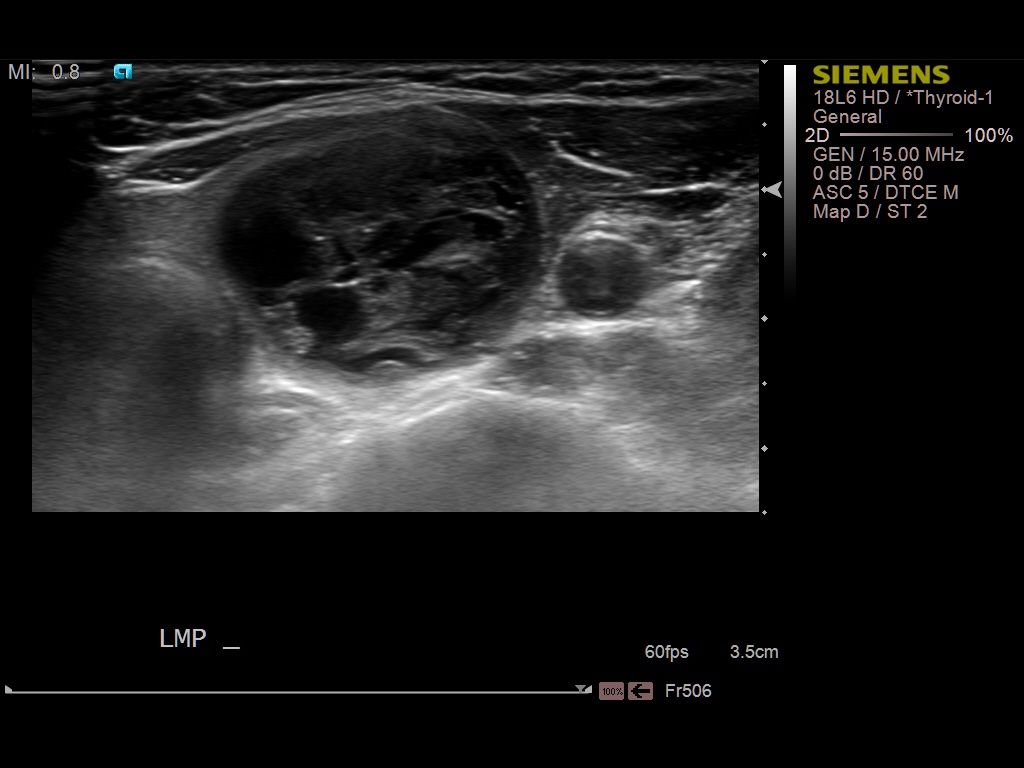 MI: 0.8
SIEMENS
18L6 HD / *Thyroid-1
General
2D 100%
GEN / 15.00 MHz
0 dB / DR 60
ASC 5 / DTCE M
Map D / ST 2
LMP _
60fps 3.5cm
100% Fr506